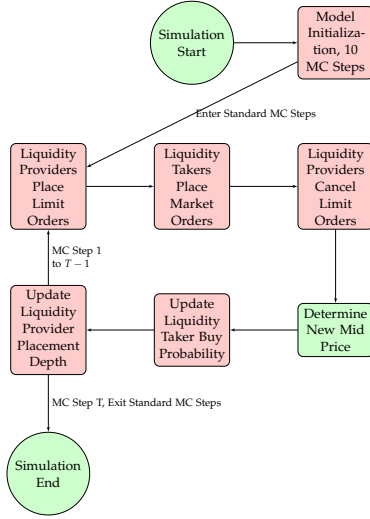 Simulation
Start
Model
Initializa-
tion, 10
MC Steps
Enter Standard MC Steps
Liquidity
Providers
Place
Limit
Orders
Liquidity
Takers
Place
Market
Orders
Liquidity
Providers
Cancel
Limit
Orders
MC Step 1
to T − 1
Update
Liquidity
Provider
Placement
Depth
Update
Liquidity
Taker Buy
Probability
Determine
New Mid
Price
MC Step T, Exit Standard MC Steps
Simulation
End